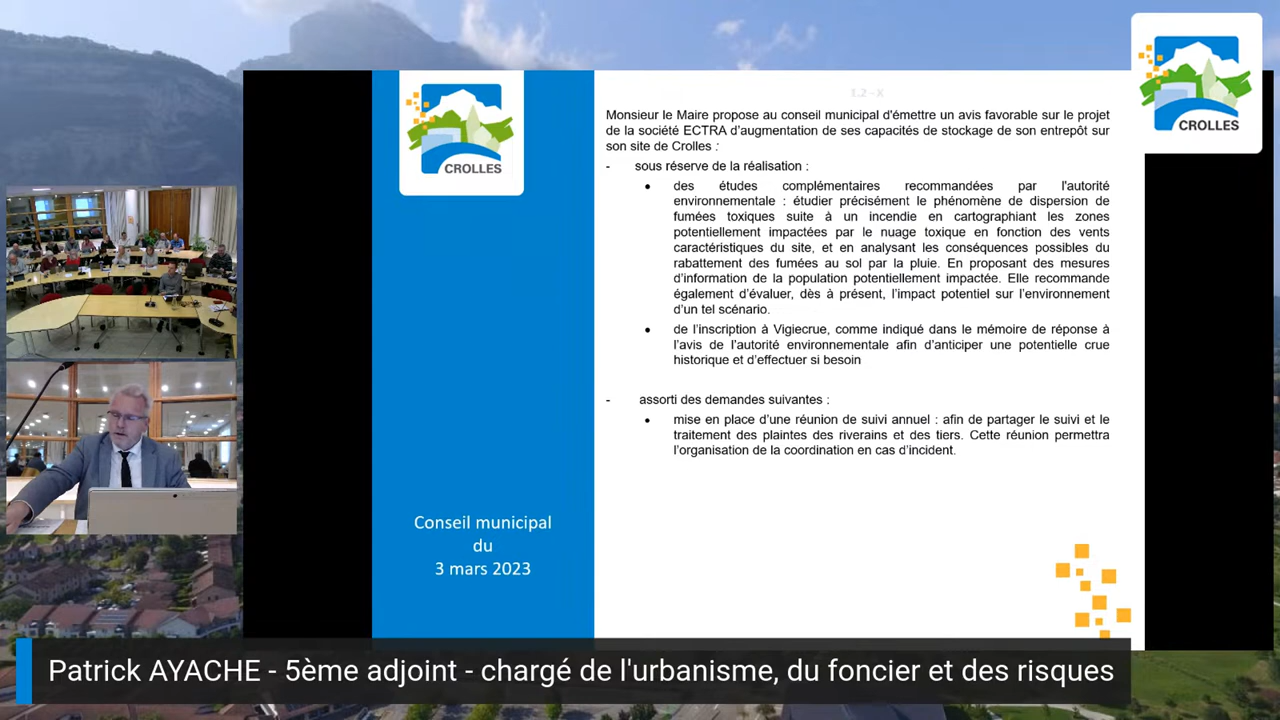 CROLLES
CROLLES
Monsieur le Maire propose au conseil municipal d'émettre un avis favorable sur le projet
de la société ECTRA d'augmentation de ses capacités de stockage de son entrepôt sur
son site de Crolles :
- sous réserve de la réalisation :
• des études complémentaires recommandées par l'autorité
environnementale : étudier précisément le phénomène de dispersion de
fumées toxiques suite à un incendie en cartographiant les zones
potentiellement impactées par le nuage toxique en fonction des vents
caractéristiques du site, et en analysant les conséquences possibles du
rabattement des fumées au sol par la pluie. En proposant des mesures
d'information de la population potentiellement impactée. Elle recommande
également d'évaluer, dès à présent, l'impact potentiel sur l'environnement
d'un tel scénario.
• de l'inscription à Vigiecrue, comme indiqué dans le mémoire de réponse à
l'avis de l'autorité environnementale afin d'anticiper une potentielle crue
historique et d'effectuer si besoin
- assorti des demandes suivantes :
• mise en place d'une réunion de suivi annuel : afin de partager le suivi et le
traitement des plaintes des riverains et des tiers. Cette réunion permettra
l'organisation de la coordination en cas d'incident.
Conseil municipal
du
3 mars 2023
Patrick AYACHE - 5ème adjoint - chargé de l'urbanisme, du foncier et des risques